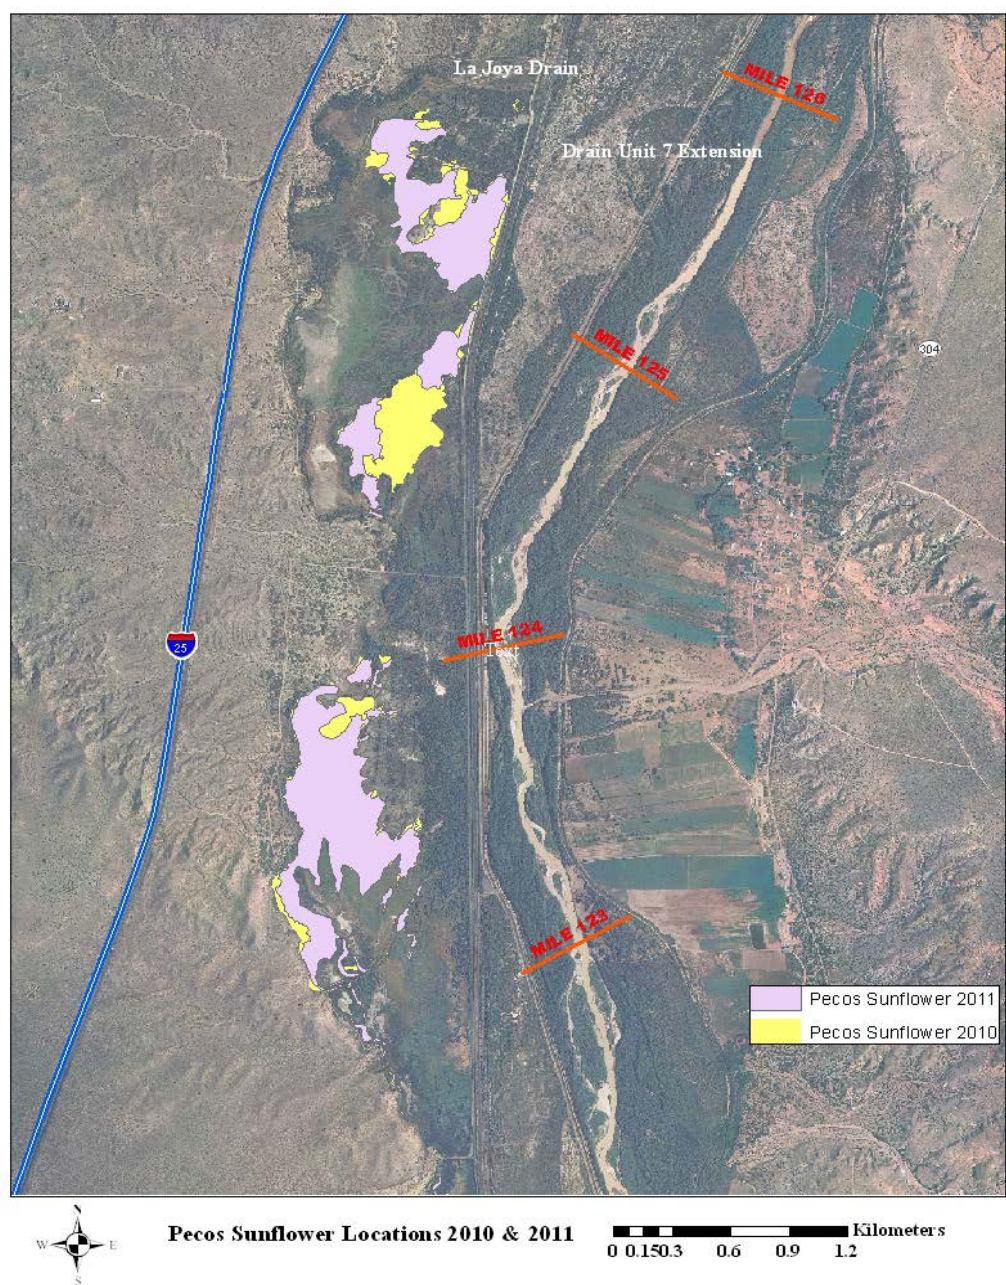 La Joya Drain
MILE 126
Drain Unit 7 Extension
MILE 125
304
MILE 124
Text
25
MILE 123
Pecos Sunflower 2011
Pecos Sunflower 2010
N
W E
S
Pecos Sunflower Locations 2010 & 2011
Kilometers
0 0.150.3 0.6 0.9 1.2